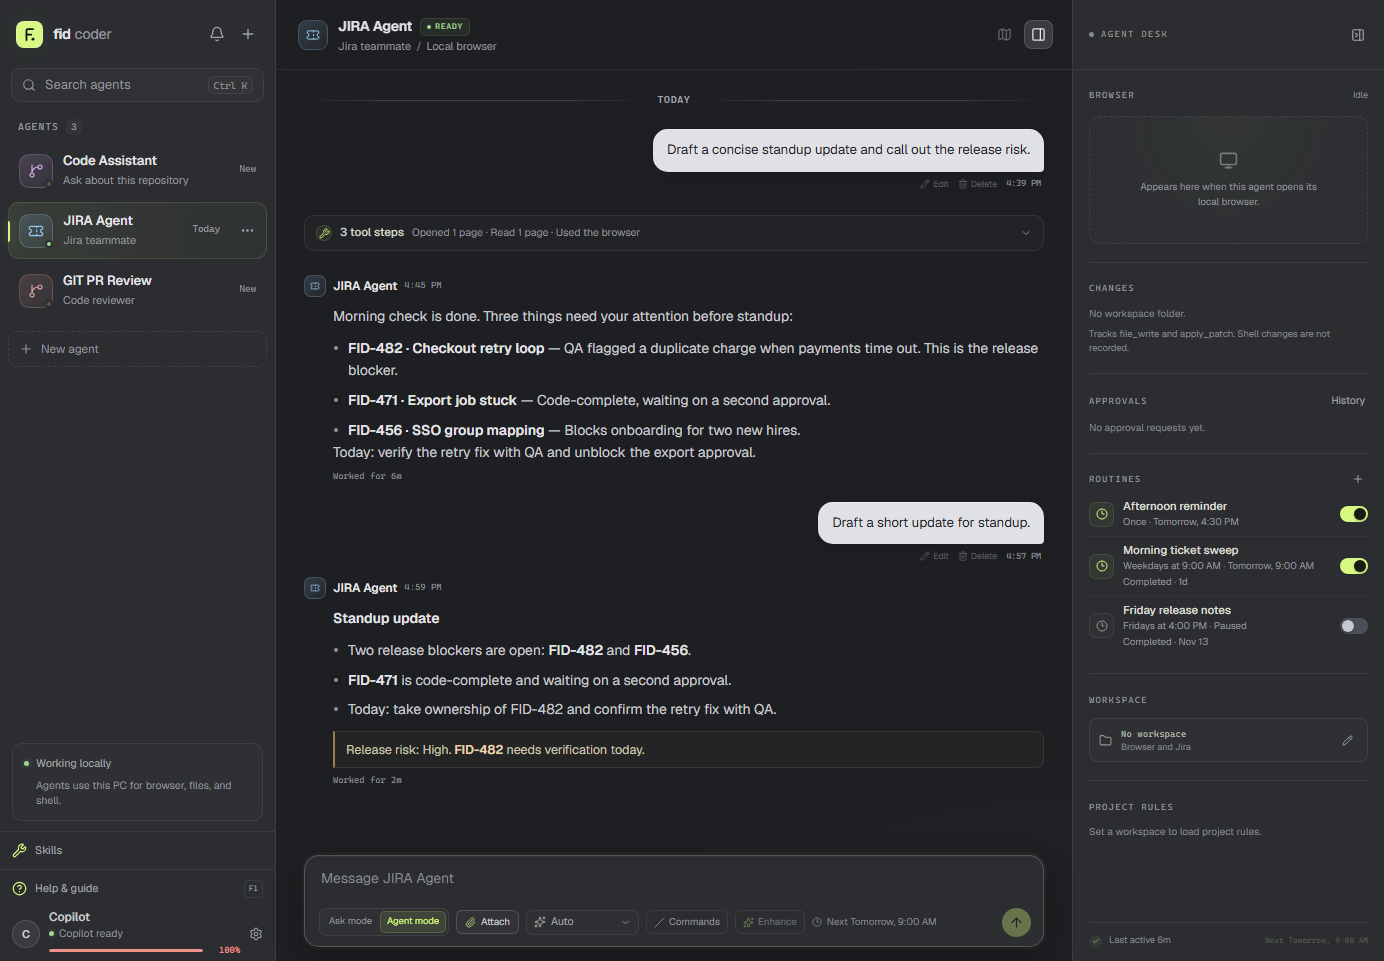 F.
fid coder
Search agents
Ctrl K
AGENTS 3
Code Assistant
Ask about this repository
New
JIRA Agent
Jira teammate
Today
GIT PR Review
Code reviewer
New
New agent
Working locally
Agents use this PC for browser, files, and
shell.
Skills
Help & guide
F1
C
Copilot
Copilot ready
100%
JIRA Agent
READY
Jira teammate / Local browser
TODAY
Draft a concise standup update and call out the release risk.
Edit Delete 4:39 PM
3 tool steps Opened 1 page · Read 1 page · Used the browser
JIRA Agent 4:45 PM
Morning check is done. Three things need your attention before standup:
• FID-482 · Checkout retry loop — QA flagged a duplicate charge when payments time out. This is the release
blocker.
• FID-471 · Export job stuck — Code-complete, waiting on a second approval.
• FID-456 · SSO group mapping — Blocks onboarding for two new hires.
Today: verify the retry fix with QA and unblock the export approval.
Worked for 6m
Draft a short update for standup.
Edit Delete 4:57 PM
JIRA Agent 4:59 PM
Standup update
• Two release blockers are open: FID-482 and FID-456.
• FID-471 is code-complete and waiting on a second approval.
• Today: take ownership of FID-482 and confirm the retry fix with QA.
Release risk: High. FID-482 needs verification today.
Worked for 2m
Message JIRA Agent
Ask mode Agent mode Attach Auto Commands Enhance Next Tomorrow, 9:00 AM
AGENT DESK
BROWSER
Idle
Appears here when this agent opens its
local browser.
CHANGES
No workspace folder.
Tracks file_write and apply_patch. Shell changes are not
recorded.
APPROVALS
History
No approval requests yet.
ROUTINES
Afternoon reminder
Once · Tomorrow, 4:30 PM
Morning ticket sweep
Weekdays at 9:00 AM · Tomorrow, 9:00 AM
Completed · 1d
Friday release notes
Fridays at 4:00 PM · Paused
Completed · Nov 13
WORKSPACE
No workspace
Browser and Jira
PROJECT RULES
Set a workspace to load project rules.
Last active 6m
Next Tomorrow, 9:00 AM